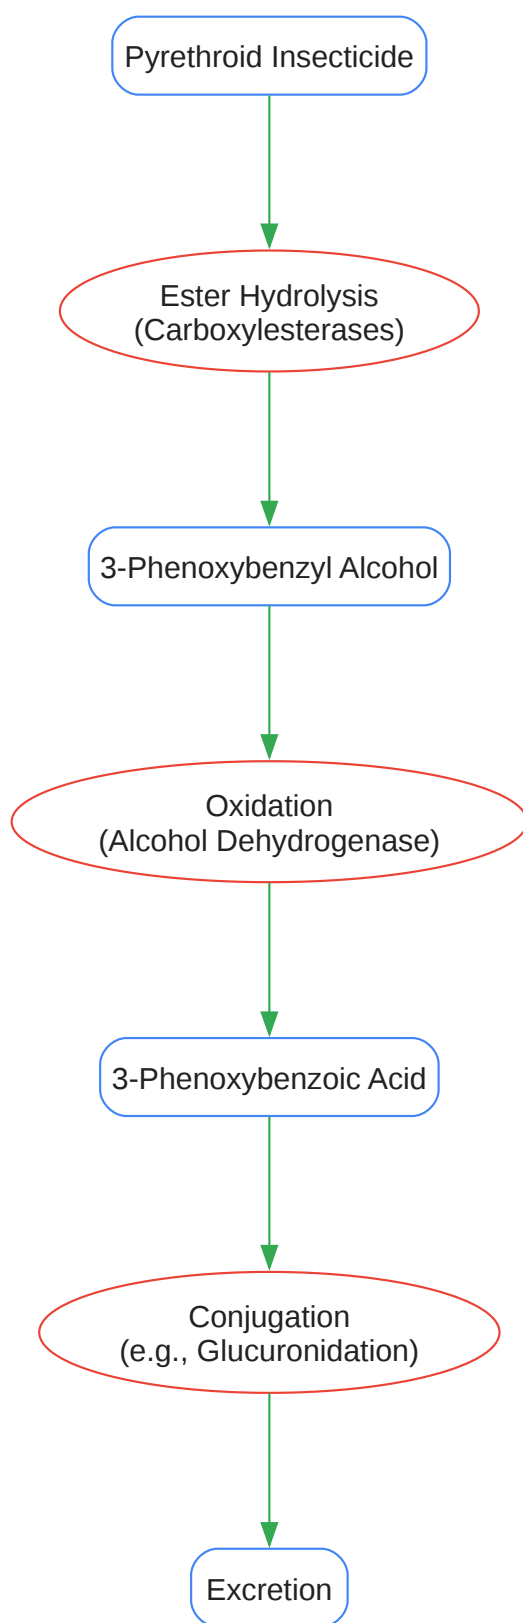 Pyrethroid Insecticide
Ester Hydrolysis
(Carboxylesterases)
3-Phenoxybenzyl Alcohol
Oxidation
(Alcohol Dehydrogenase)
3-Phenoxybenzoic Acid
Conjugation
(e.g., Glucuronidation)
Excretion